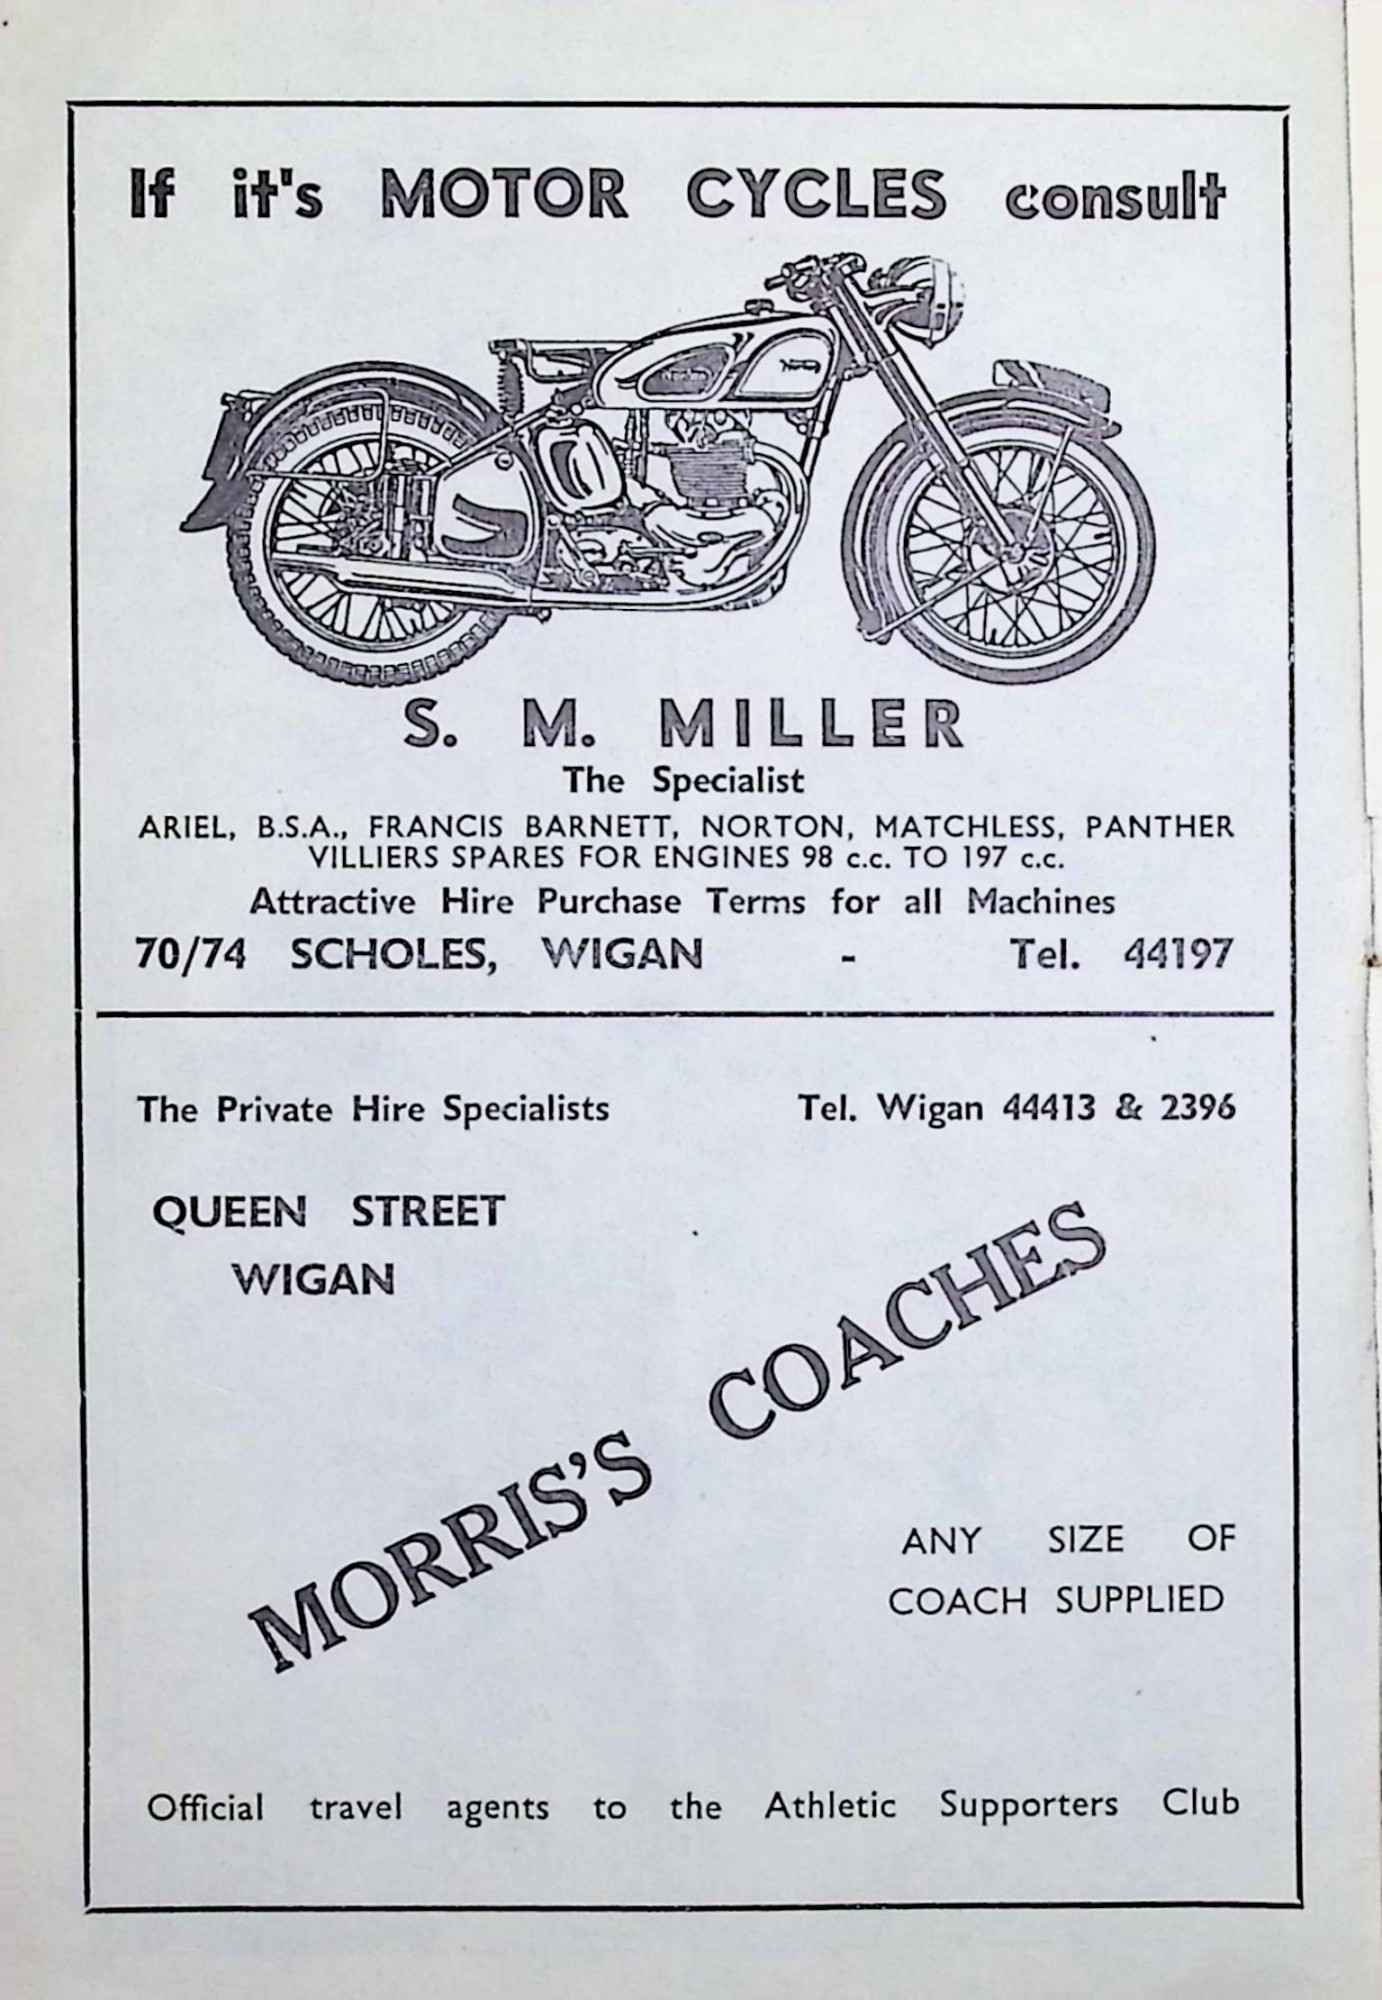 If it's MOTOR CYCLES consult
Norton
S. M. MILLER
The Specialist
ARIEL, B.S.A., FRANCIS BARNETT, NORTON, MATCHLESS, PANTHER
VILLIERS SPARES FOR ENGINES 98 c.c. TO 197 c.c.
Attractive Hire Purchase Terms for all Machines
70/74 SCHOLES, WIGAN - Tel. 44197
The Private Hire Specialists Tel. Wigan 44413 & 2396
QUEEN STREET
WIGAN
MORRIS'S COACHES
ANY SIZE OF
COACH SUPPLIED
Official travel agents to the Athletic Supporters Club